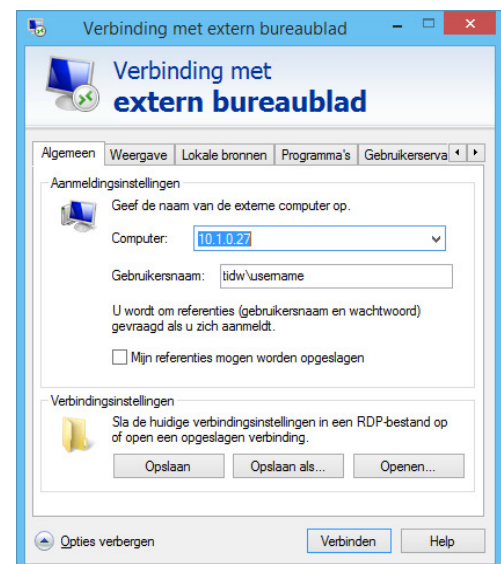 Verbinding met extern bureaublad
Verbinding met
extern bureaublad
Algemeen Weergave Lokale bronnen Programma's Gebruikerserva
Aanmeldingsinstellingen
Geef de naam van de externe computer op.
Computer: 10.1.0.27
Gebruikersnaam: tidw\username
U wordt om referenties (gebruikersnaam en wachtwoord)
gevraagd als u zich aanmeldt.
Mijn referenties mogen worden opgeslagen
Verbindingsinstellingen
Sla de huidige verbindingsinstellingen in een RDP-bestand op
of open een opgeslagen verbinding.
Opslaan Opslaan als... Openen...
Opties verbergen Verbinden Help